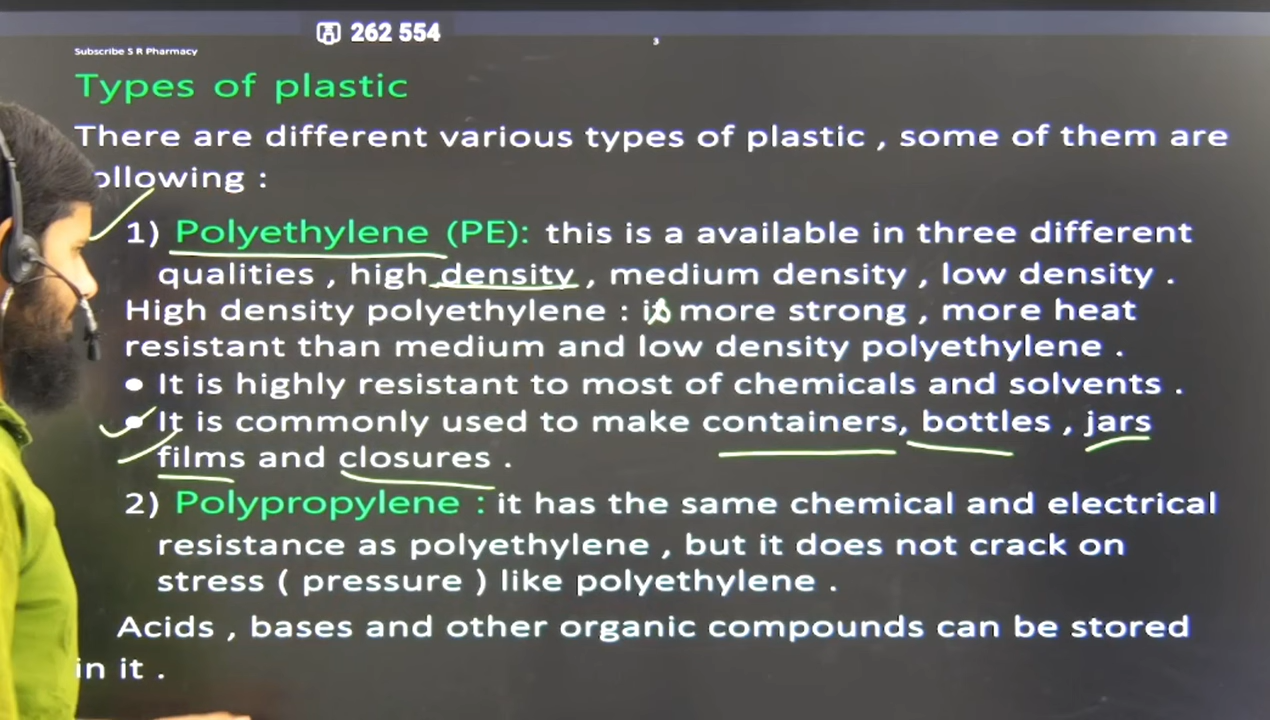 262 554
Subscribe S R Pharmacy
3
Types of plastic
There are different various types of plastic , some of them are
ollowing :
1) Polyethylene (PE): this is a available in three different
qualities , high density , medium density , low density .
High density polyethylene : is more strong , more heat
resistant than medium and low density polyethylene .
• It is highly resistant to most of chemicals and solvents .
• It is commonly used to make containers, bottles , jars
films and closures .
2) Polypropylene : it has the same chemical and electrical
resistance as polyethylene , but it does not crack on
stress ( pressure ) like polyethylene .
Acids , bases and other organic compounds can be stored
in it .